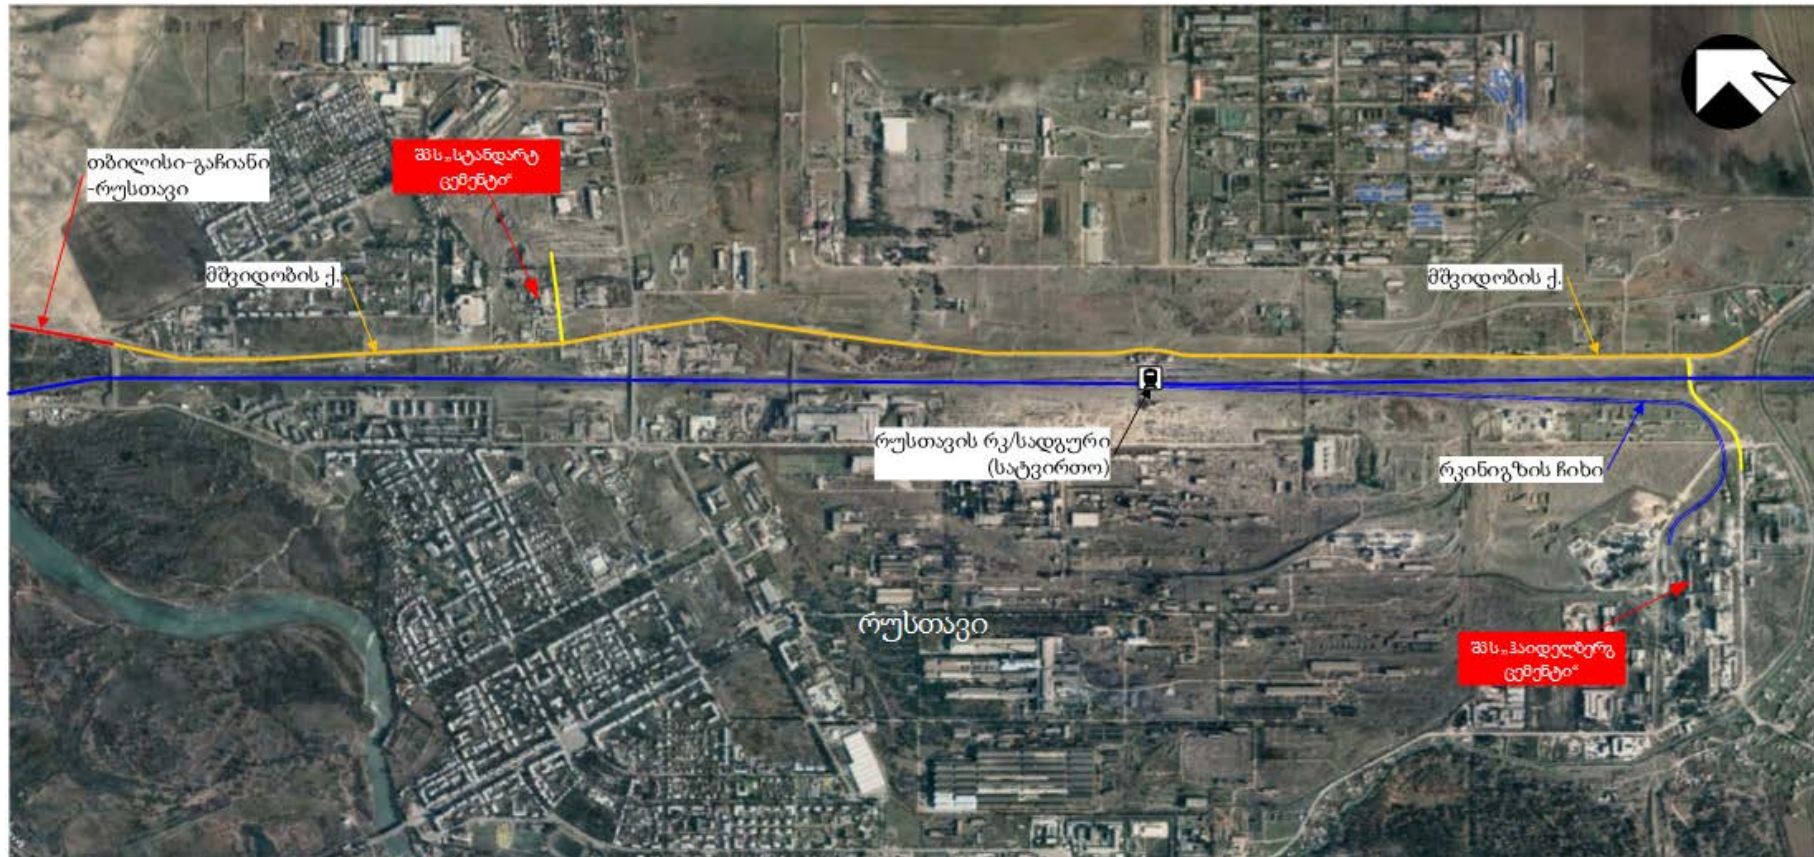 თბილისი-გაჩიანი
-რუსთავი
შპს „სტანდარტ
ცემენტი“
N
მშვიდობის ქ.
მშვიდობის ქ.
რუსთავის რკ/სადგური
(სატვირთო)
რკინიგზის ჩიხი
რუსთავი
შპს „ჰაიდელბერგ
ცემენტი“